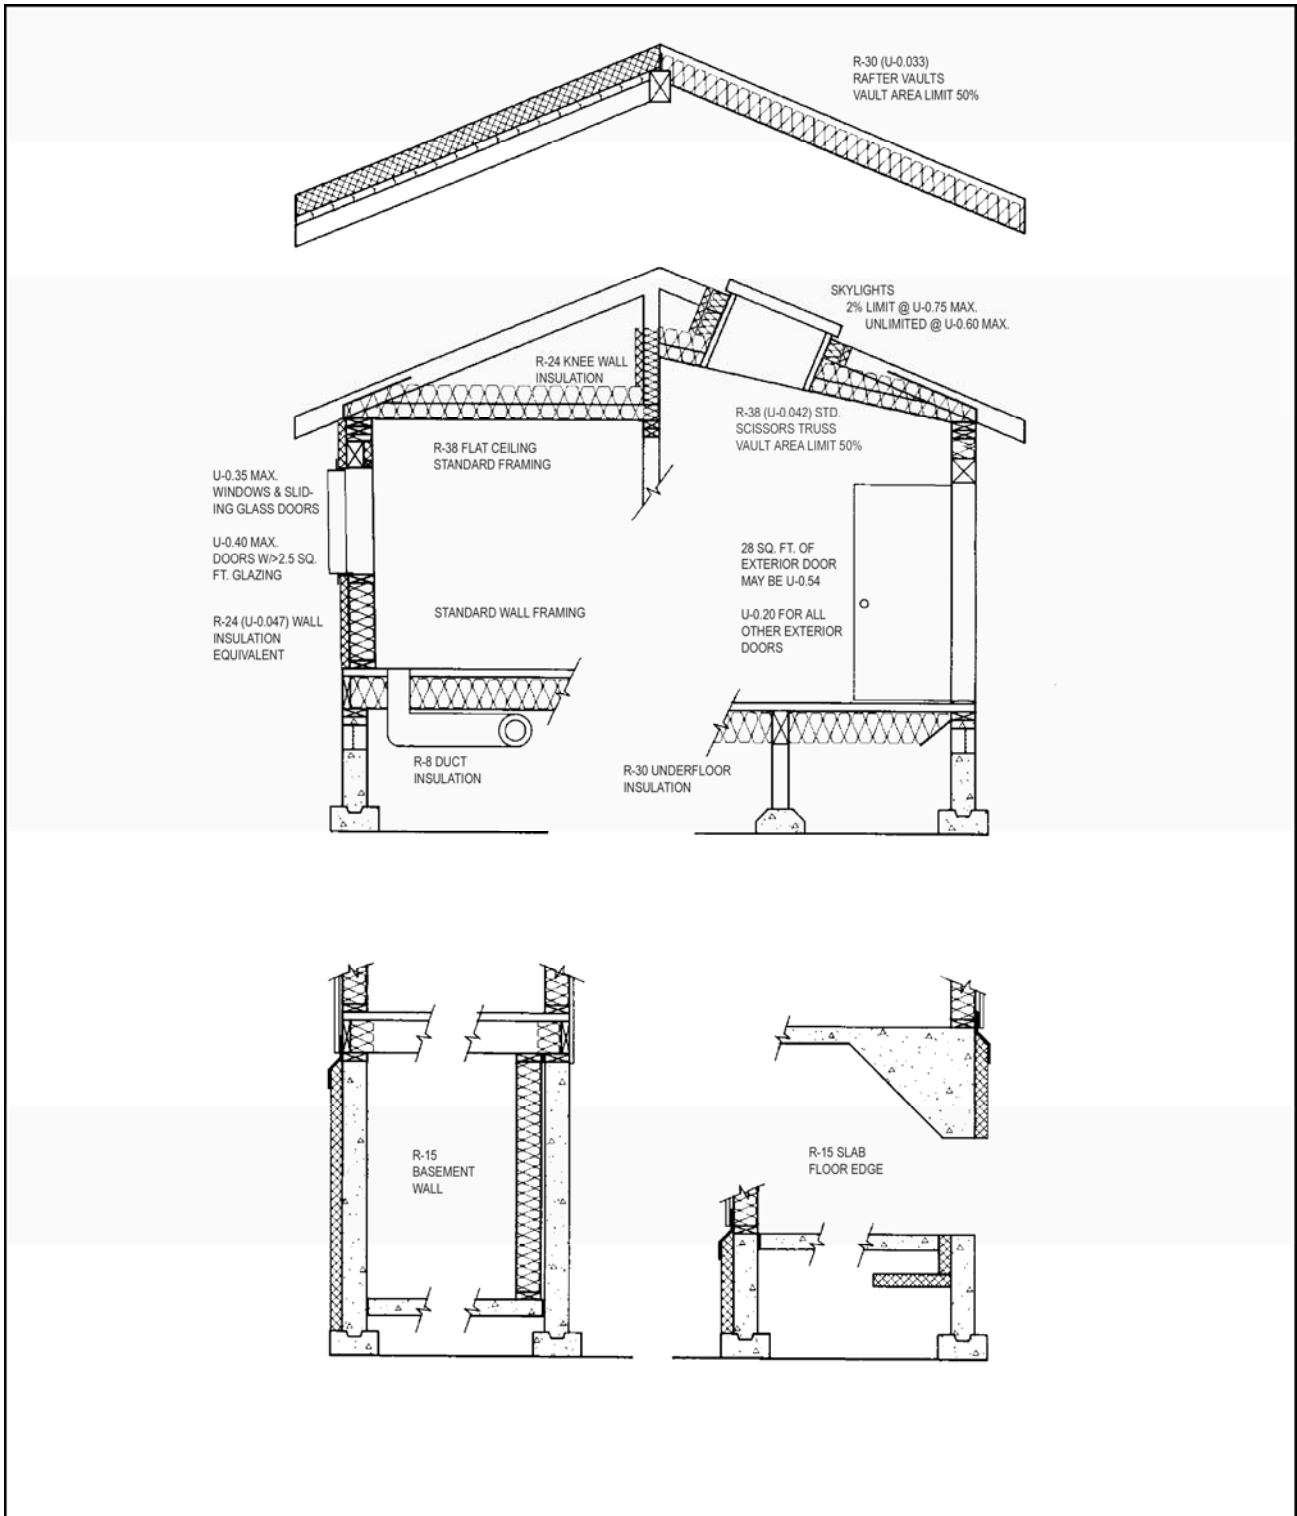 R-30 (U-0.033)
RAFTER VAULTS
VAULT AREA LIMIT 50%
SKYLIGHTS
2% LIMIT @ U-0.75 MAX.
UNLIMITED @ U-0.60 MAX.
R-24 KNEE WALL
INSULATION
R-38 (U-0.042) STD.
SCISSORS TRUSS
VAULT AREA LIMIT 50%
R-38 FLAT CEILING
STANDARD FRAMING
U-0.35 MAX.
WINDOWS & SLID-
ING GLASS DOORS
U-0.40 MAX.
DOORS W/>2.5 SQ.
FT. GLAZING
R-24 (U-0.047) WALL
INSULATION
EQUIVALENT
STANDARD WALL FRAMING
28 SQ. FT. OF
EXTERIOR DOOR
MAY BE U-0.54
U-0.20 FOR ALL
OTHER EXTERIOR
DOORS
R-8 DUCT
INSULATION
R-30 UNDERFLOOR
INSULATION
R-15
BASEMENT
WALL
R-15 SLAB
FLOOR EDGE